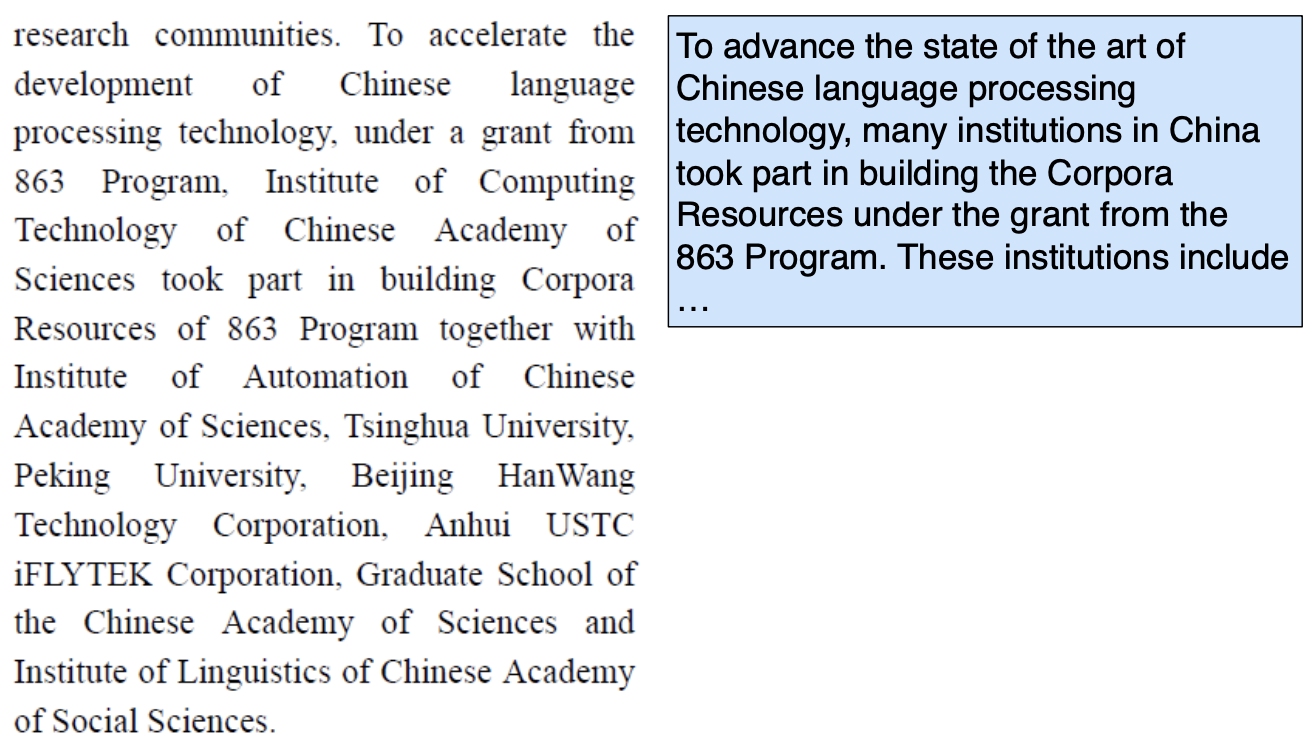 research communities. To accelerate the
development of Chinese language
processing technology, under a grant from
863 Program, Institute of Computing
Technology of Chinese Academy of
Sciences took part in building Corpora
Resources of 863 Program together with
Institute of Automation of Chinese
Academy of Sciences, Tsinghua University,
Peking University, Beijing HanWang
Technology Corporation, Anhui USTC
iFLYTEK Corporation, Graduate School of
the Chinese Academy of Sciences and
Institute of Linguistics of Chinese Academy
of Social Sciences.
To advance the state of the art of
Chinese language processing
technology, many institutions in China
took part in building the Corpora
Resources under the grant from the
863 Program. These institutions include
…